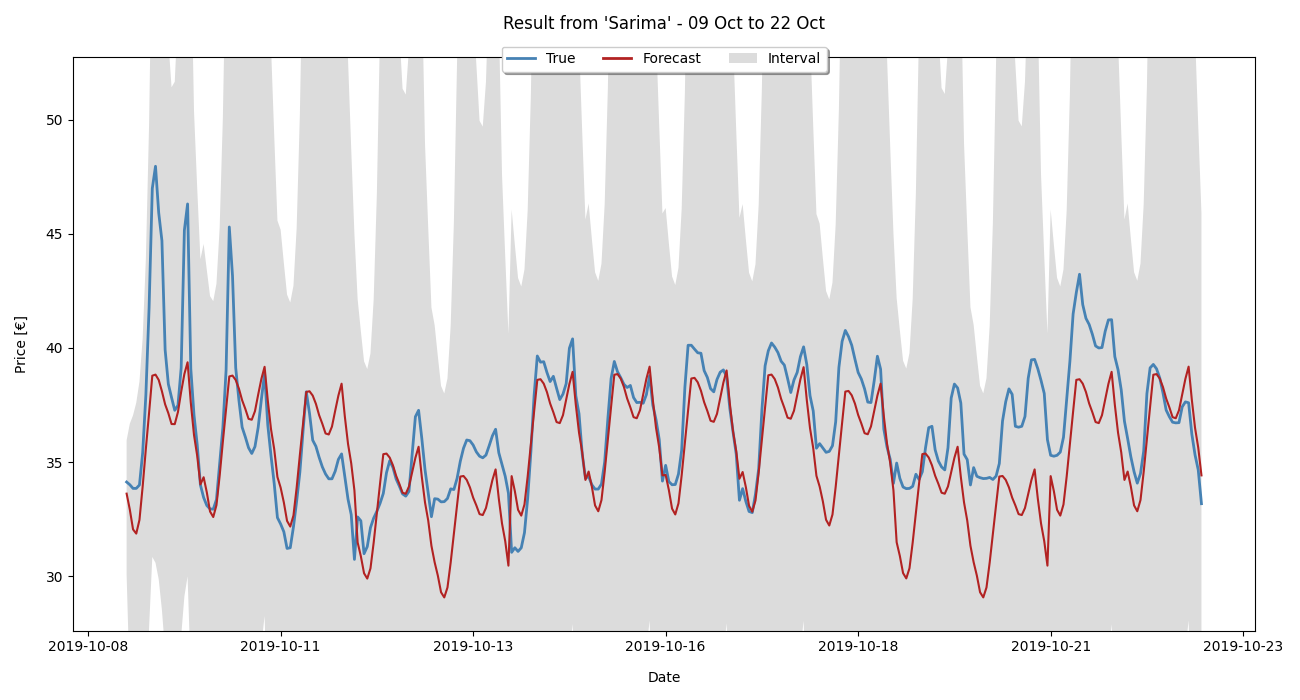 Result from 'Sarima' - 09 Oct to 22 Oct
True
Forecast
Interval
Price [€]
50
45
40
35
30
2019-10-08
2019-10-11
2019-10-13
2019-10-16
2019-10-18
2019-10-21
2019-10-23
Date